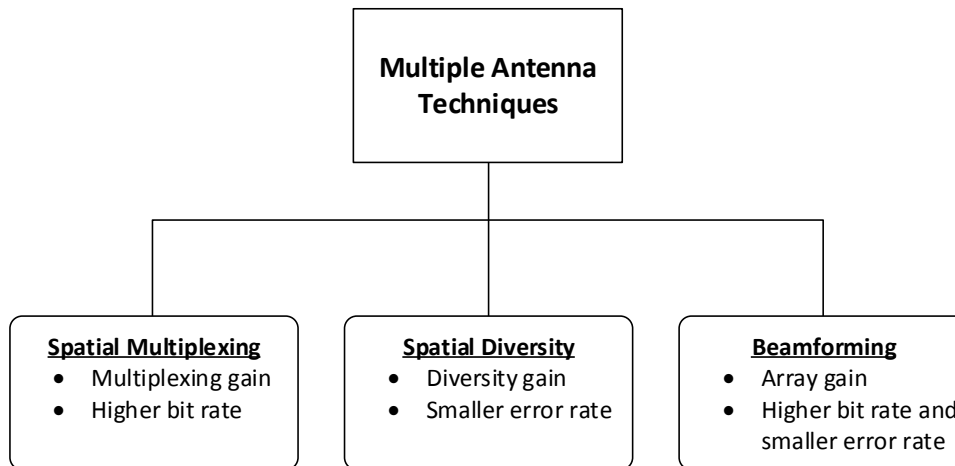 Multiple Antenna
Techniques
Spatial Multiplexing
• Multiplexing gain
• Higher bit rate
Spatial Diversity
• Diversity gain
• Smaller error rate
Beamforming
• Array gain
• Higher bit rate and
smaller error rate